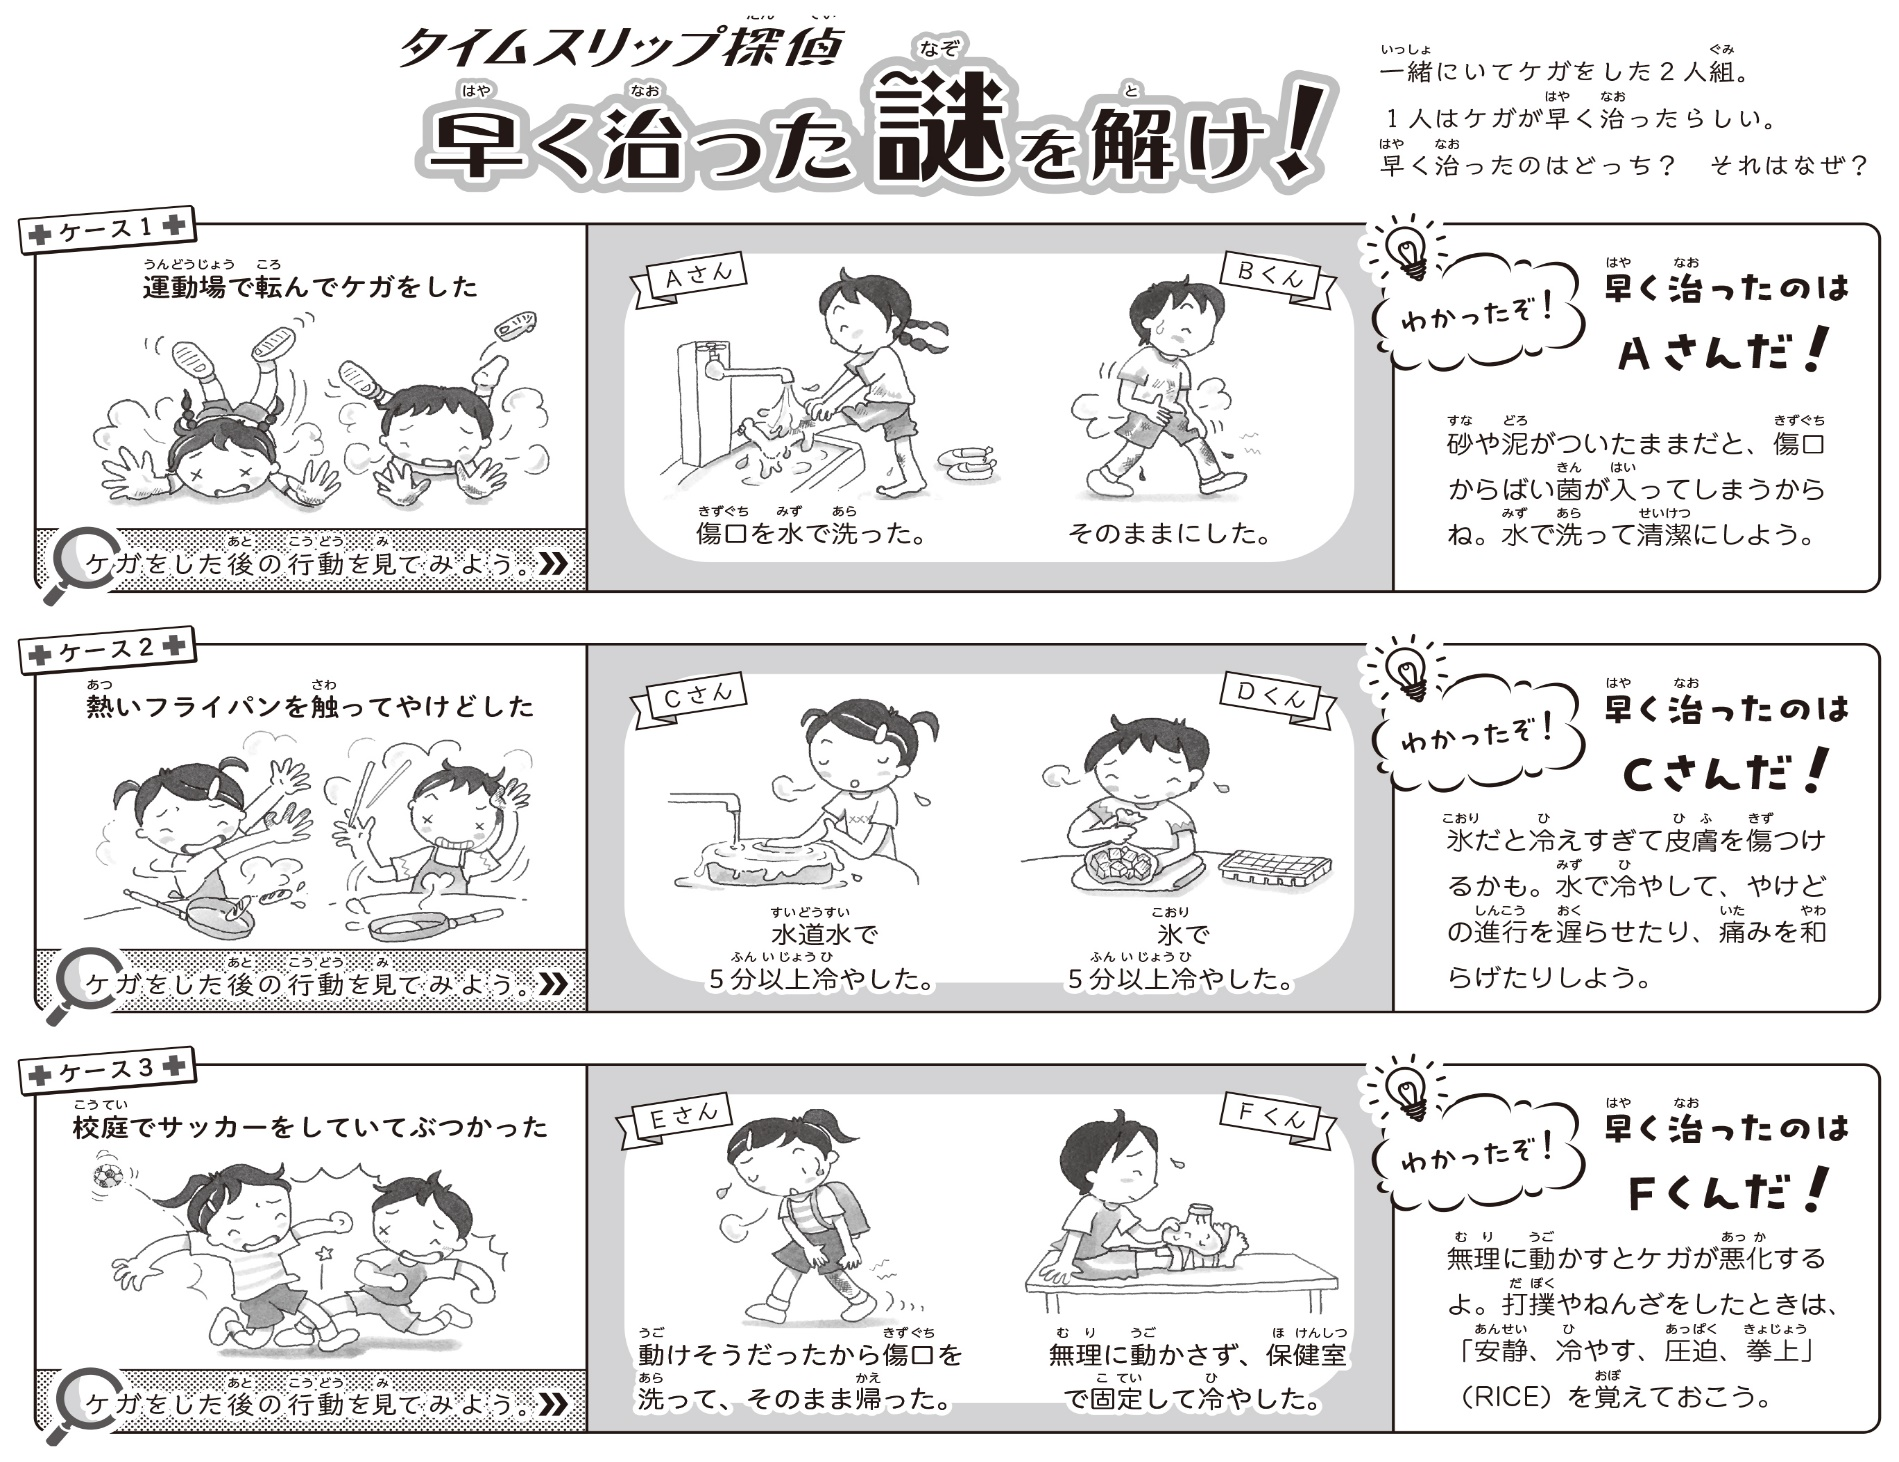 タイムスリップ探偵
早く治った謎を解け！
一緒にいてケガをした２人組。
１人はケガが早く治ったらしい。
早く治ったのはどっち？　それはなぜ？
ケース１
運動場で転んでケガをした
ケガをした後の行動を見てみよう。
Ａさん
傷口を水で洗った。
Ｂくん
そのままにした。
わかったぞ！
早く治ったのは
Ａさんだ！
砂や泥がついたままだと、傷口
からばい菌が入ってしまうから
ね。水で洗って清潔にしよう。
ケース２
熱いフライパンを触ってやけどした
ケガをした後の行動を見てみよう。
Ｃさん
水道水で
５分以上冷やした。
Ｄくん
氷で
５分以上冷やした。
わかったぞ！
早く治ったのは
Ｃさんだ！
氷だと冷えすぎて皮膚を傷つけ
るかも。水で冷やして、やけど
の進行を遅らせたり、痛みを和
らげたりしよう。
ケース３
校庭でサッカーをしていてぶつかった
ケガをした後の行動を見てみよう。
Ｅさん
動けそうだったから傷口を
洗って、そのまま帰った。
Ｆくん
無理に動かさず、保健室
で固定して冷やした。
わかったぞ！
早く治ったのは
Ｆくんだ！
無理に動かすとケガが悪化する
よ。打撲やねんざをしたときは、
「安静、冷やす、圧迫、拳上」
（RICE）を覚えておこう。